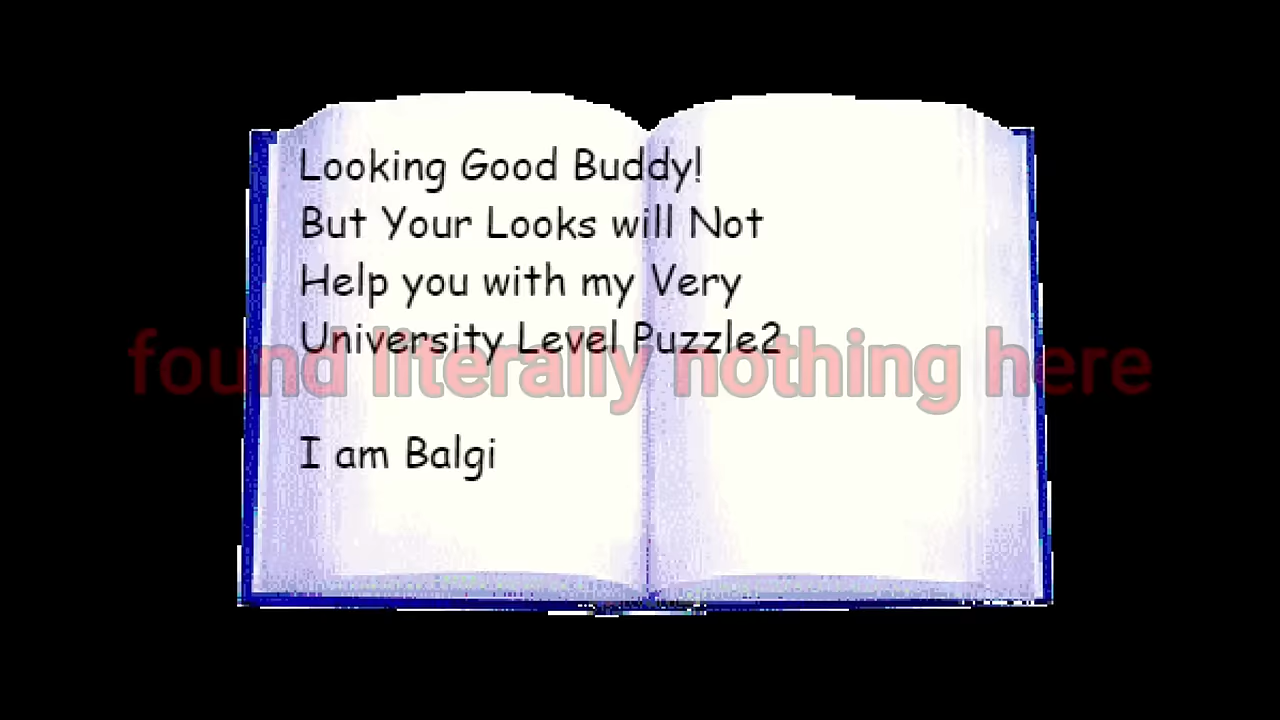 Looking Good Buddy!
But Your Looks will Not
Help you with my Very
University Level Puzzle2
found literally nothing here
I am Balgi